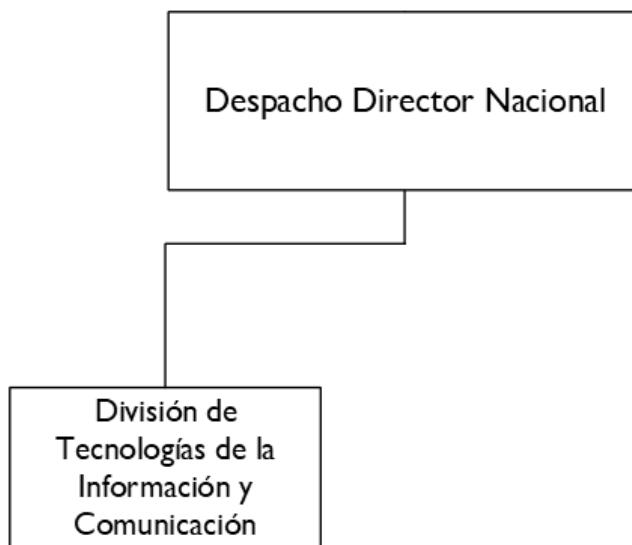 Despacho Director Nacional
División de
Tecnologías de la
Información y
Comunicación